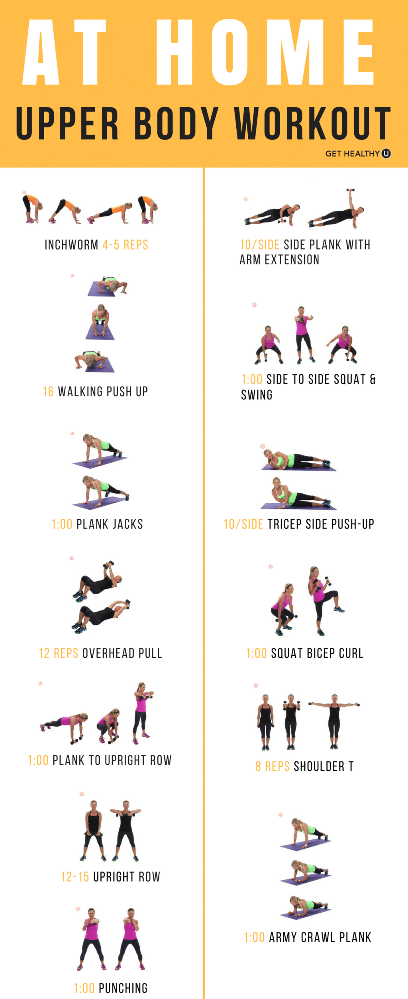 AT HOME
UPPER BODY WORKOUT
GET HEALTHY U
INCHWORM 4-5 REPS
16 WALKING PUSH UP
1:00 PLANK JACKS
12 REPS OVERHEAD PULL
1:00 PLANK TO UPRIGHT ROW
12-15 UPRIGHT ROW
1:00 PUNCHING
10/SIDE SIDE PLANK WITH
ARM EXTENSION
1:00 SIDE TO SIDE SQUAT &
SWING
10/SIDE TRICEP SIDE PUSH-UP
1:00 SQUAT BICEP CURL
8 REPS SHOULDER T
1:00 ARMY CRAWL PLANK